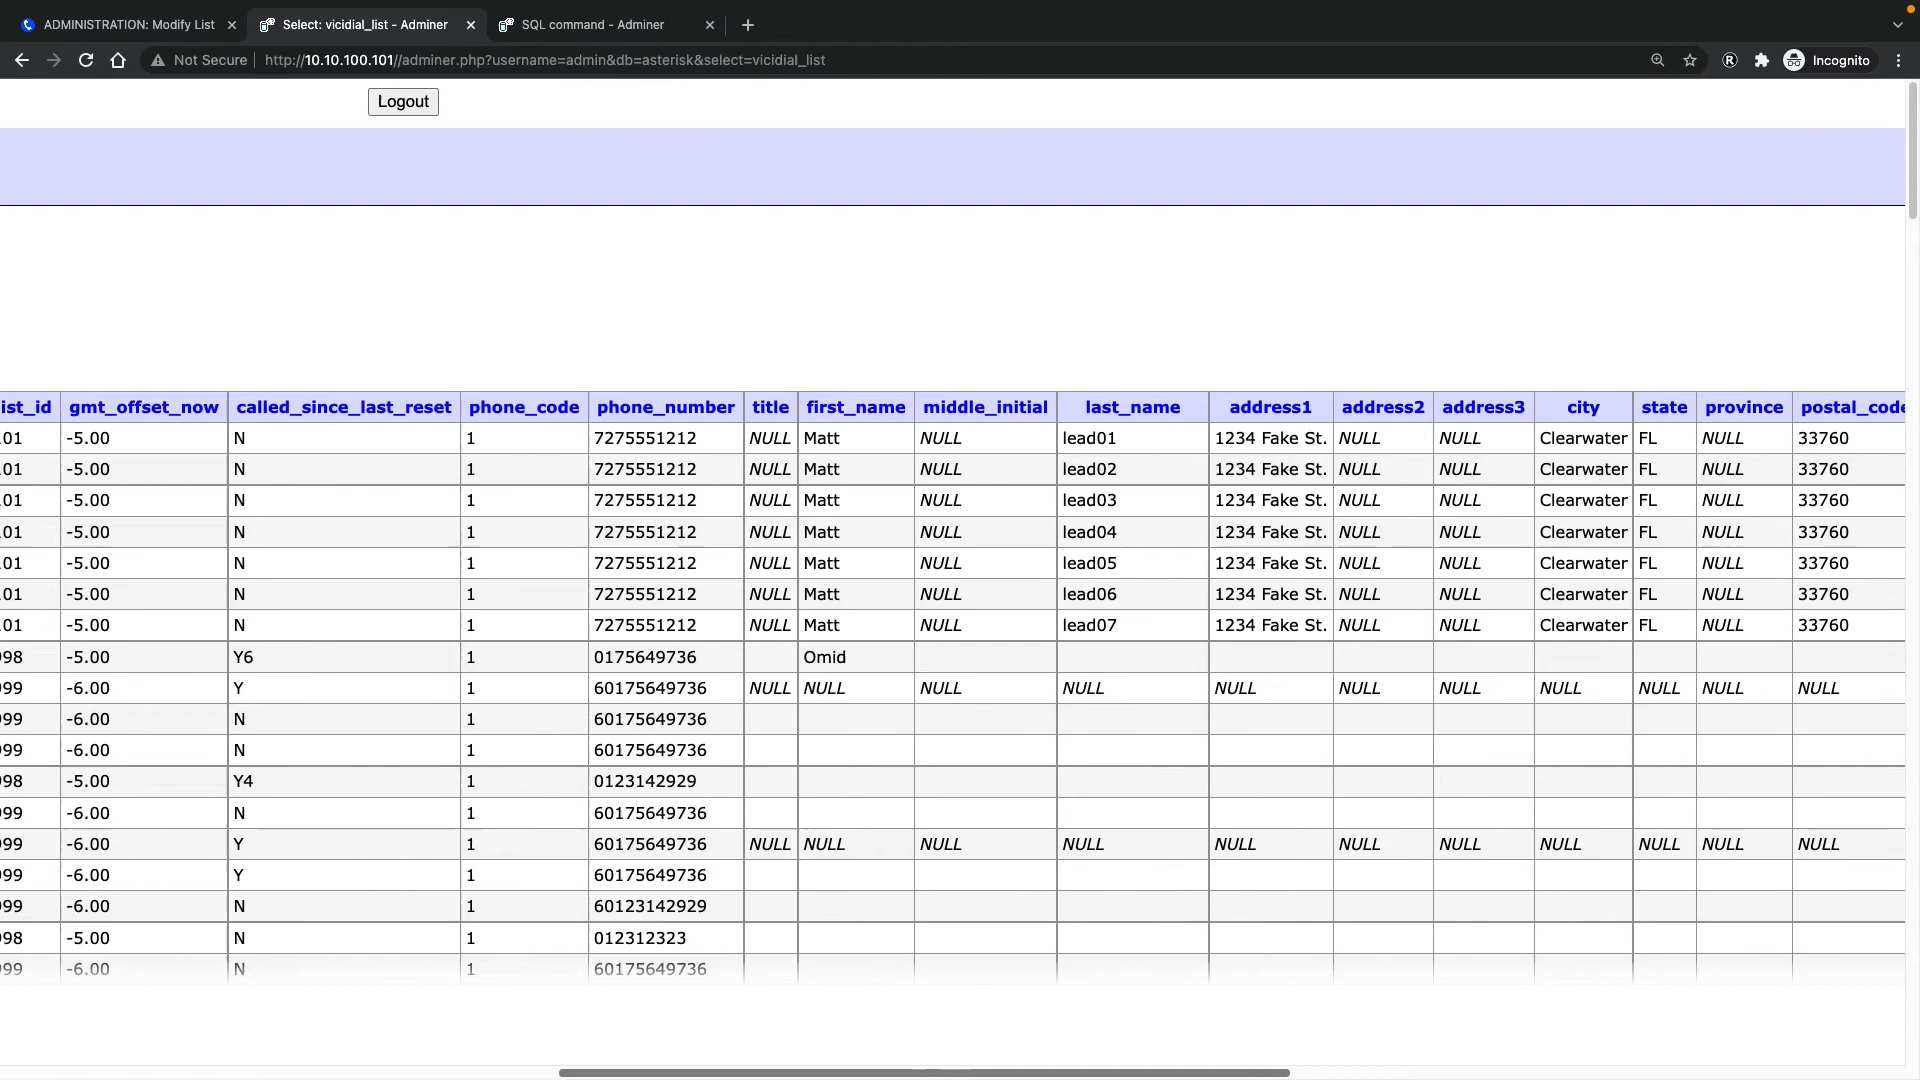 ADMINISTRATION: Modify List
Select: vicidial_list - Adminer
SQL command - Adminer
Not Secure http://10.10.100.101//adminer.php?username=admin&db=asterisk&select=vicidial_list
Incognito
Logout
ist_id gmt_offset_now called_since_last_reset phone_code phone_number title first_name middle_initial last_name address1 address2 address3 city state province postal_code
01 -5.00 N 1 7275551212 NULL Matt NULL lead01 1234 Fake St. NULL NULL Clearwater FL NULL 33760
01 -5.00 N 1 7275551212 NULL Matt NULL lead02 1234 Fake St. NULL NULL Clearwater FL NULL 33760
01 -5.00 N 1 7275551212 NULL Matt NULL lead03 1234 Fake St. NULL NULL Clearwater FL NULL 33760
01 -5.00 N 1 7275551212 NULL Matt NULL lead04 1234 Fake St. NULL NULL Clearwater FL NULL 33760
01 -5.00 N 1 7275551212 NULL Matt NULL lead05 1234 Fake St. NULL NULL Clearwater FL NULL 33760
01 -5.00 N 1 7275551212 NULL Matt NULL lead06 1234 Fake St. NULL NULL Clearwater FL NULL 33760
01 -5.00 N 1 7275551212 NULL Matt NULL lead07 1234 Fake St. NULL NULL Clearwater FL NULL 33760
98 -5.00 Y6 1 0175649736 Omid
99 -6.00 Y 1 60175649736 NULL NULL NULL NULL NULL NULL NULL NULL NULL NULL NULL
99 -6.00 N 1 60175649736
99 -6.00 N 1 60175649736
98 -5.00 Y4 1 0123142929
99 -6.00 N 1 60175649736
99 -6.00 Y 1 60175649736 NULL NULL NULL NULL NULL NULL NULL NULL NULL NULL NULL
99 -6.00 Y 1 60175649736
99 -6.00 N 1 60123142929
98 -5.00 N 1 012312323
99 -6.00 N 1 60175649736